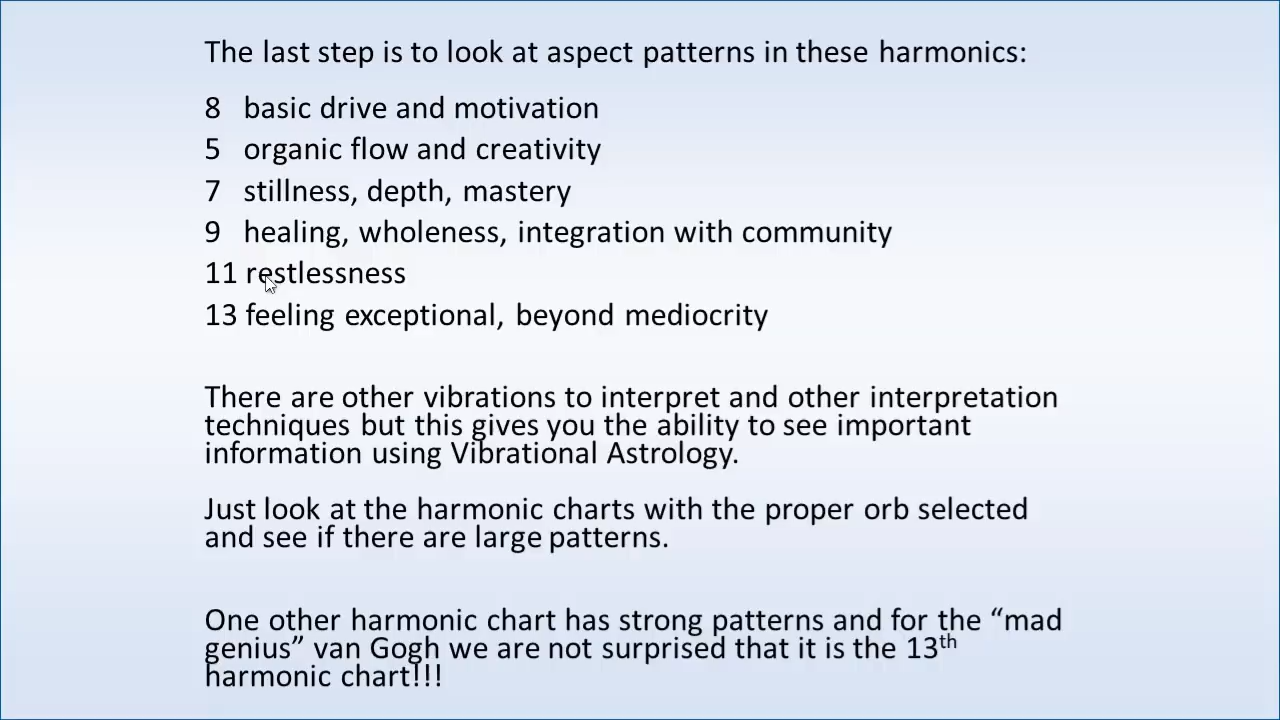 The last step is to look at aspect patterns in these harmonics:
8 basic drive and motivation
5 organic flow and creativity
7 stillness, depth, mastery
9 healing, wholeness, integration with community
11 restlessness
13 feeling exceptional, beyond mediocrity
There are other vibrations to interpret and other interpretation
techniques but this gives you the ability to see important
information using Vibrational Astrology.
Just look at the harmonic charts with the proper orb selected
and see if there are large patterns.
One other harmonic chart has strong patterns and for the “mad
genius” van Gogh we are not surprised that it is the 13th
harmonic chart!!!